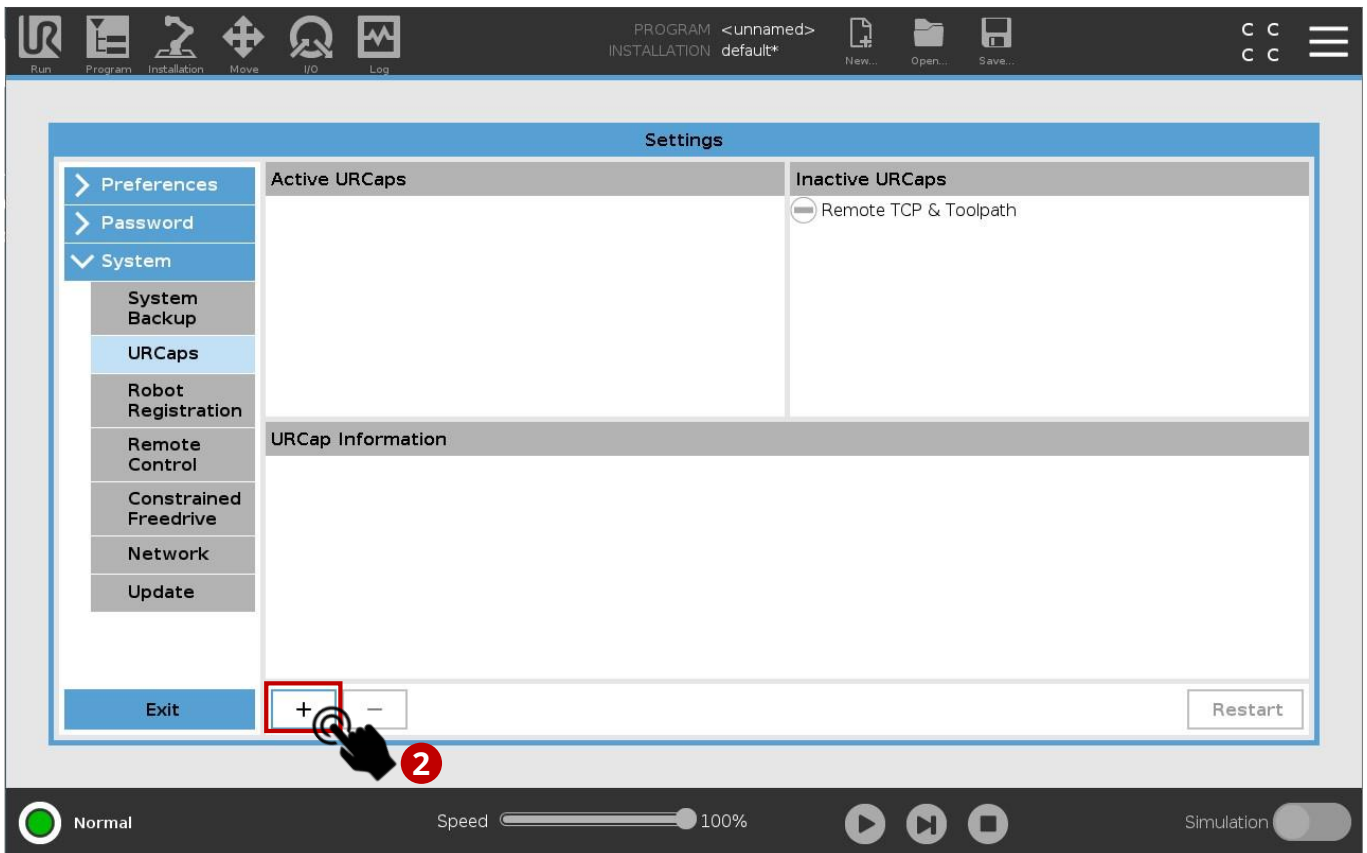 UR
PROGRAM <unnamed>
INSTALLATION default*
C C
C C
Run
Program
Installation
Move
I/O
Log
New...
Open...
Save...
Settings
Preferences
Password
System
System
Backup
URCaps
Robot
Registration
Remote
Control
Constrained
Freedrive
Network
Update
Exit
Active URCaps
Inactive URCaps
Remote TCP & Toolpath
URCap Information
+
−
Restart
2
Normal
Speed
100%
Simulation